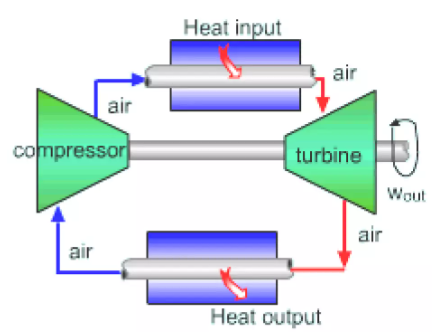 Heat input
air
air
compressor
turbine
Wout
air
air
Heat output